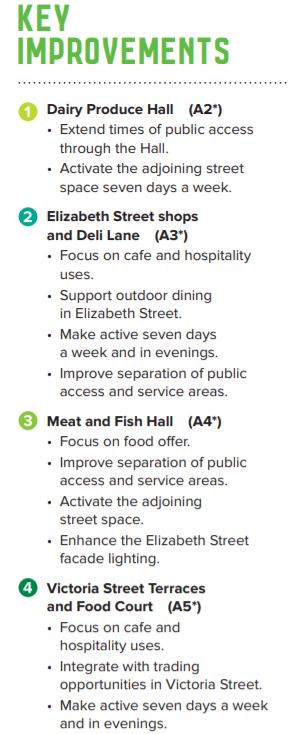 KEY
IMPROVEMENTS
1 Dairy Produce Hall (A2*)
• Extend times of public access
through the Hall.
• Activate the adjoining street
space seven days a week.
2 Elizabeth Street shops
and Deli Lane (A3*)
• Focus on cafe and hospitality
uses.
• Support outdoor dining
in Elizabeth Street.
• Make active seven days
a week and in evenings.
• Improve separation of public
access and service areas.
3 Meat and Fish Hall (A4*)
• Focus on food offer.
• Improve separation of public
access and service areas.
• Activate the adjoining
street space.
• Enhance the Elizabeth Street
facade lighting.
4 Victoria Street Terraces
and Food Court (A5*)
• Focus on cafe and
hospitality uses.
• Integrate with trading
opportunities in Victoria Street.
• Make active seven days a week
and in evenings.